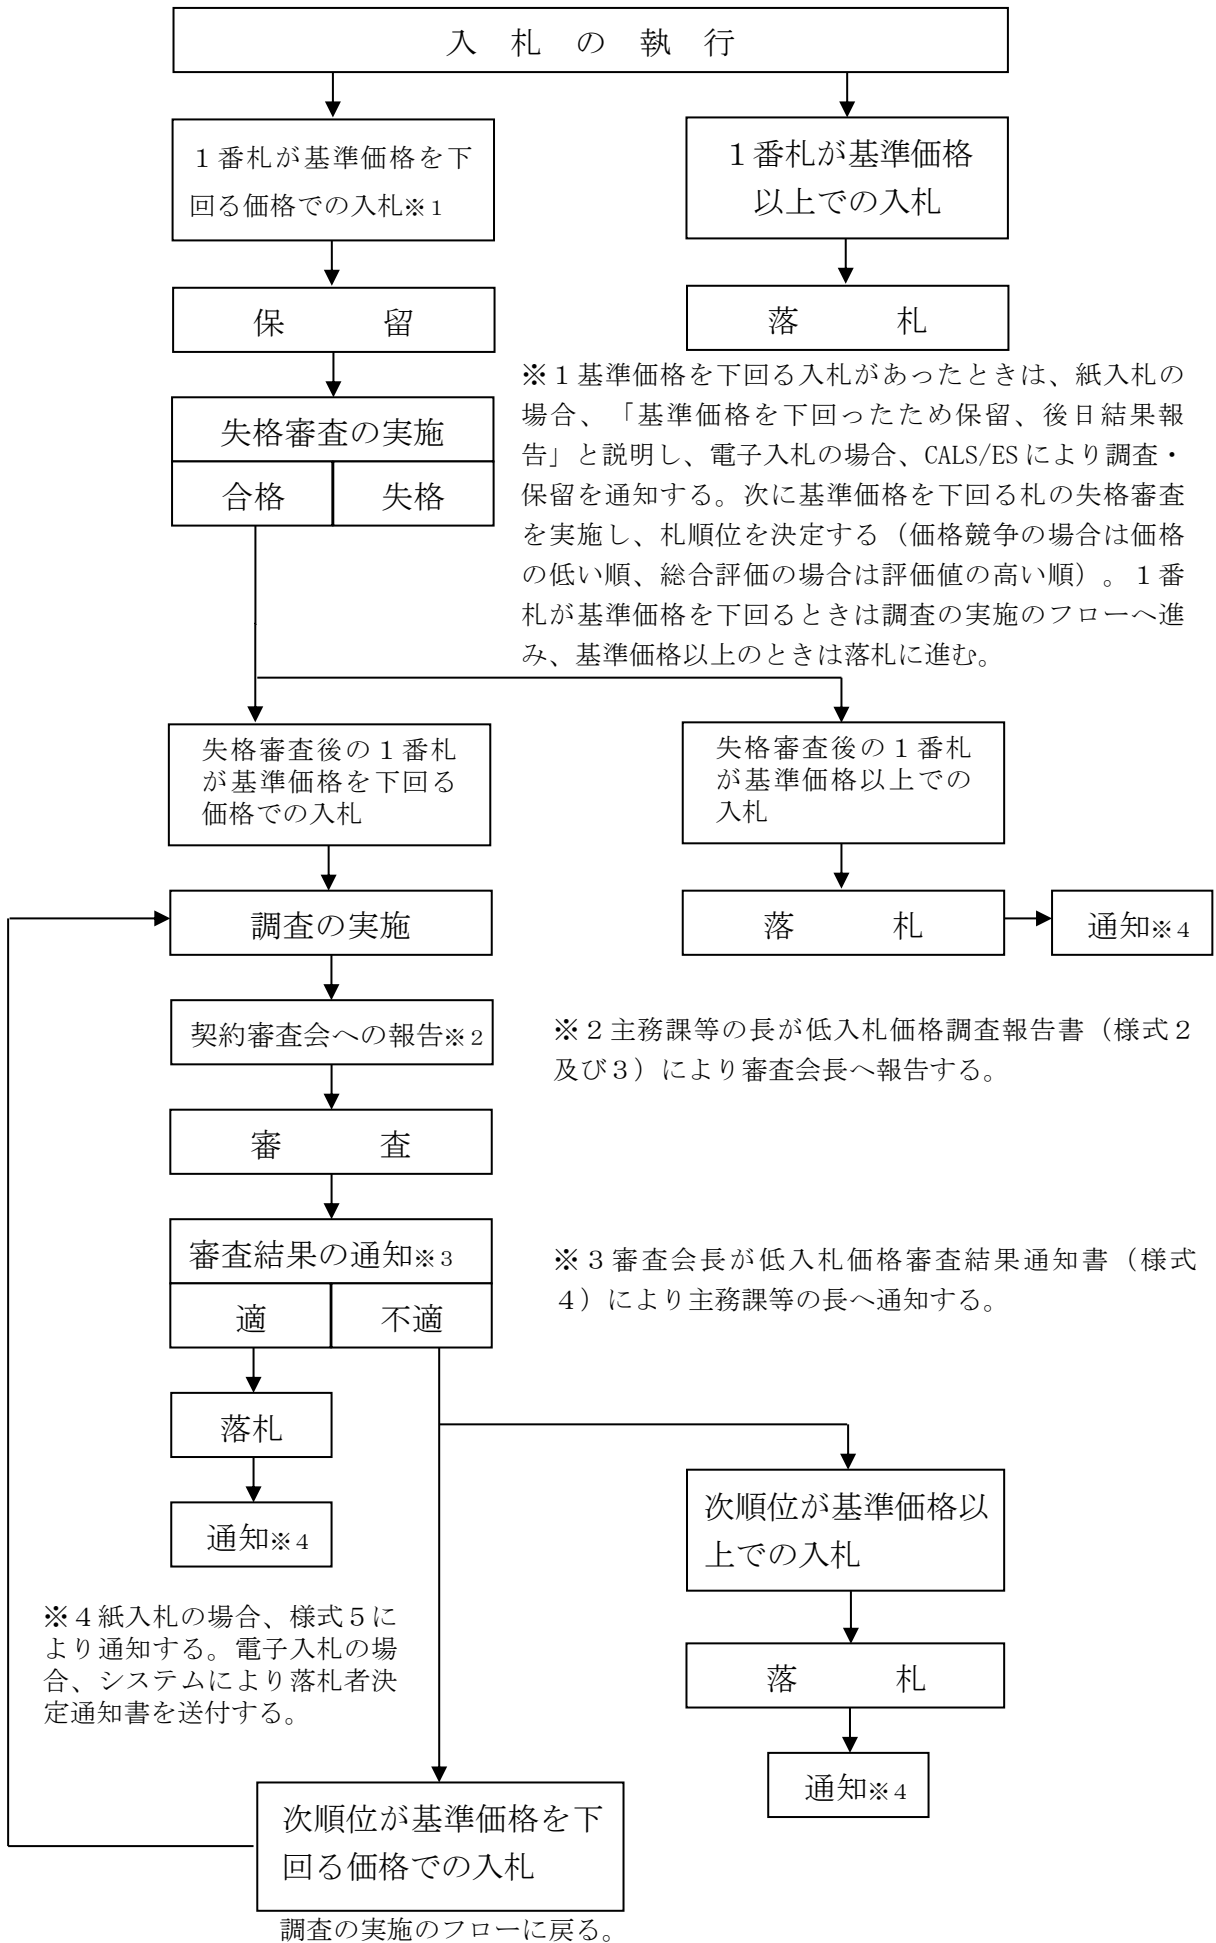 入　札　の　執　行
１番札が基準価格を下
回る価格での入札※１
１番札が基準価格
以上での入札
保　　　留
落　　　札
失格審査の実施
合格
失格
※１基準価格を下回る入札があったときは、紙入札の
場合、「基準価格を下回ったため保留、後日結果報
告」と説明し、電子入札の場合、CALS/ESにより調査・
保留を通知する。次に基準価格を下回る札の失格審査
を実施し、札順位を決定する（価格競争の場合は価格
の低い順、総合評価の場合は評価値の高い順）。１番
札が基準価格を下回るときは調査の実施のフローへ進
み、基準価格以上のときは落札に進む。
失格審査後の１番札
が基準価格を下回る
価格での入札
失格審査後の１番札
が基準価格以上での
入札
調査の実施
落　　　札
通知※４
契約審査会への報告※２
※２主務課等の長が低入札価格調査報告書（様式２
及び３）により審査会長へ報告する。
審　　　査
審査結果の通知※３
適
不適
※３審査会長が低入札価格審査結果通知書（様式
４）により主務課等の長へ通知する。
落札
通知※４
次順位が基準価格以
上での入札
※４紙入札の場合、様式５に
より通知する。電子入札の場
合、システムにより落札者決
定通知書を送付する。
落　　　札
通知※４
次順位が基準価格を下
回る価格での入札
調査の実施のフローに戻る。